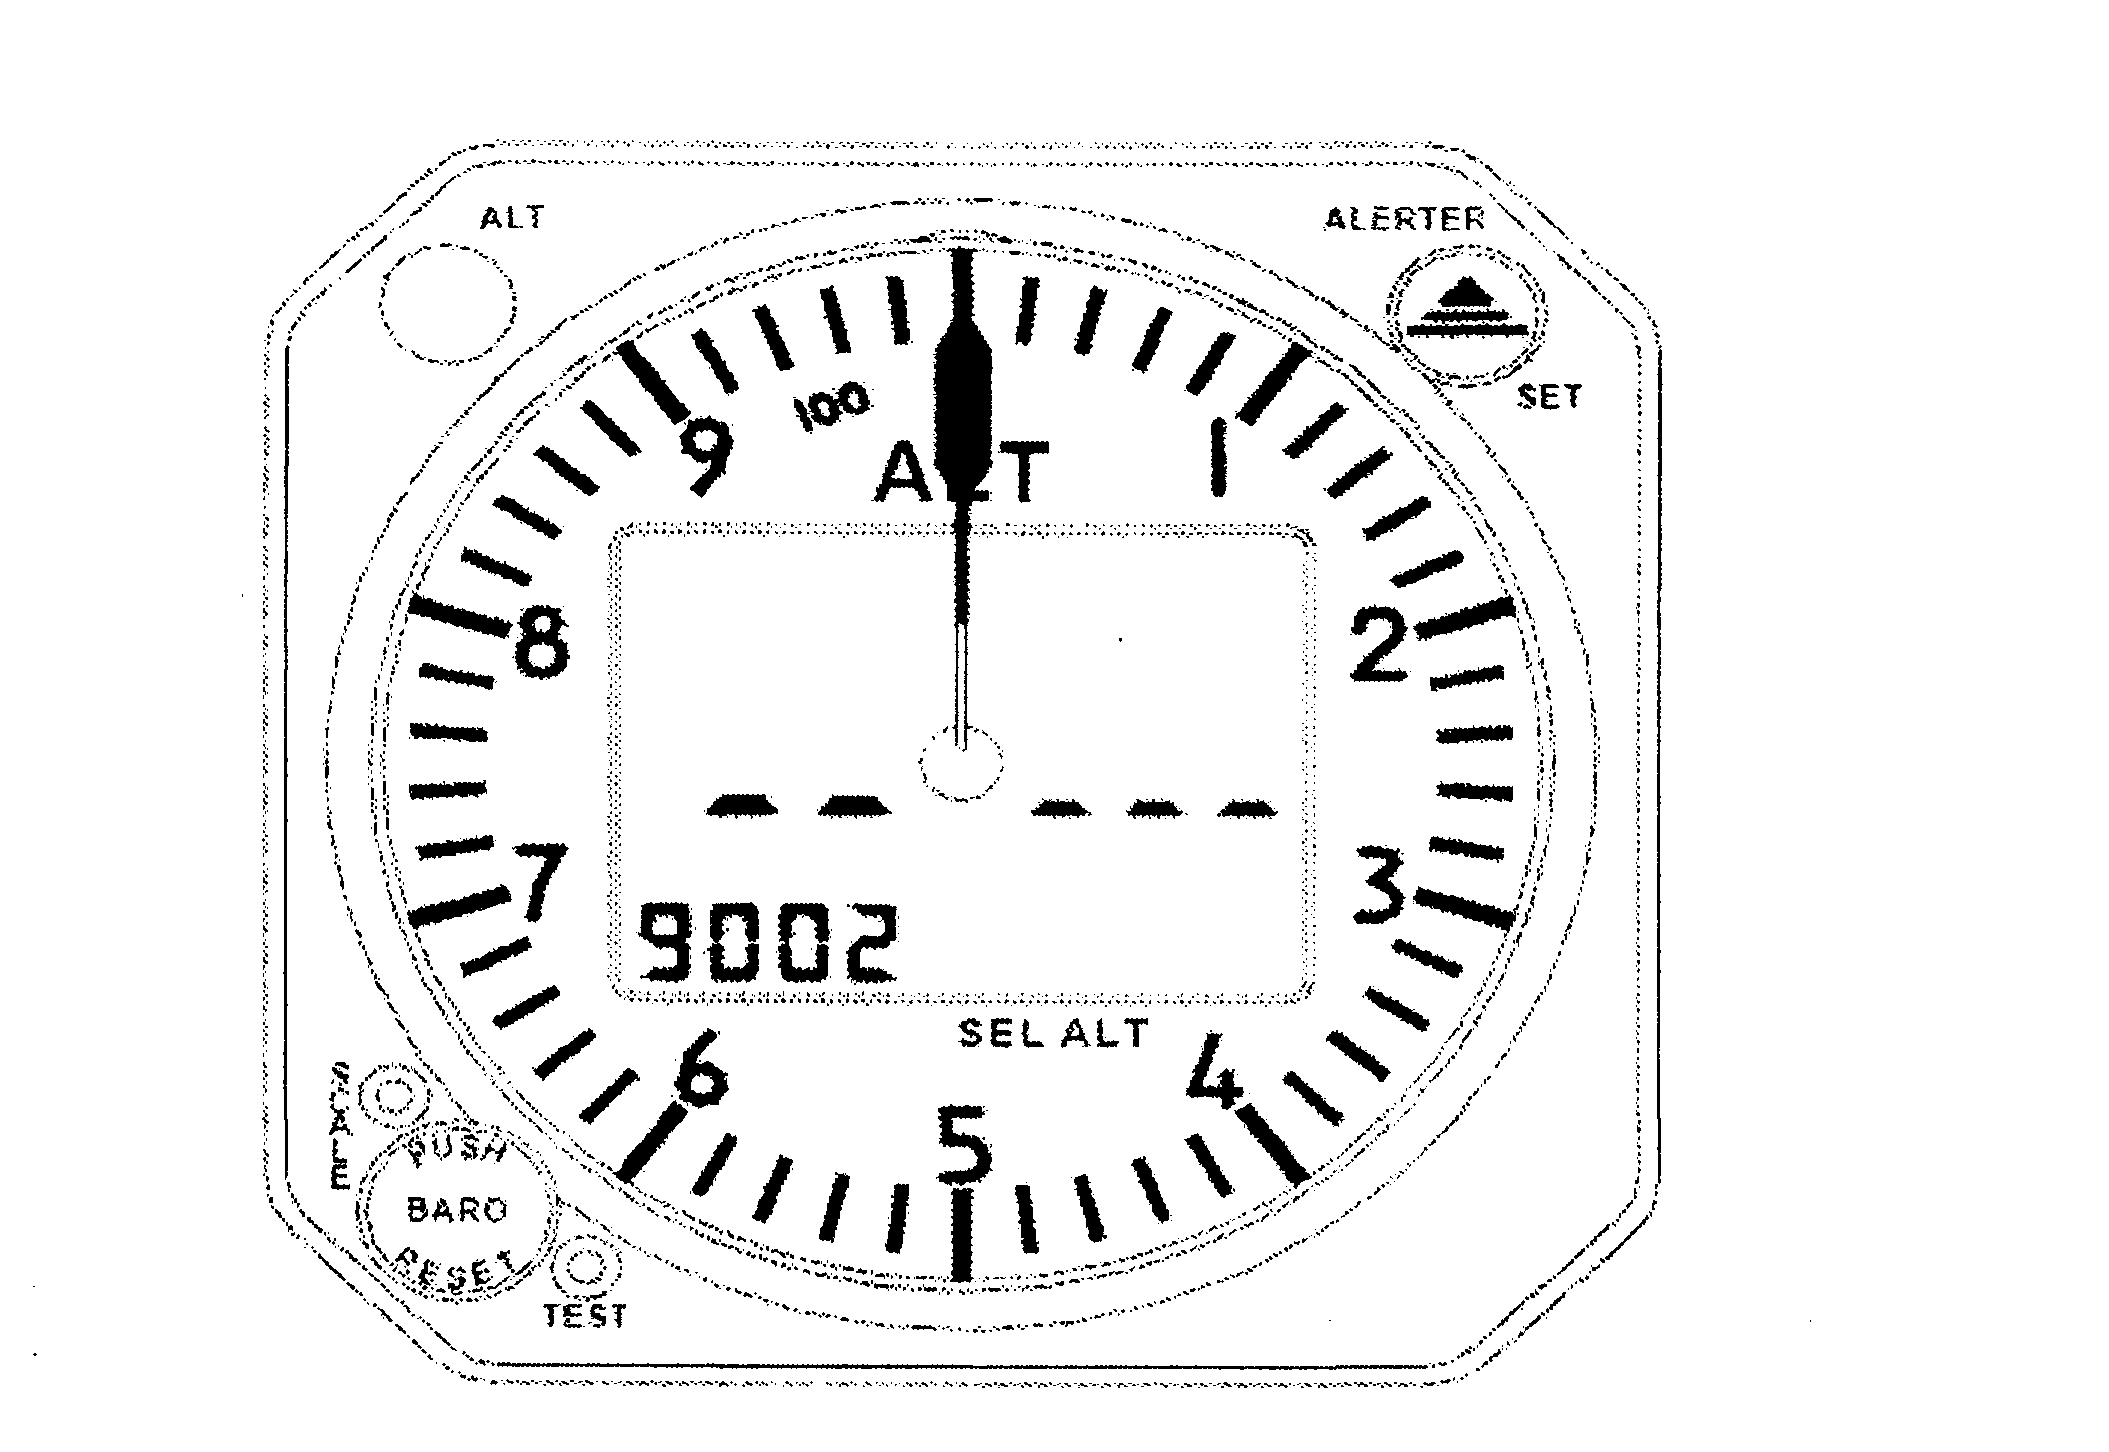 ALT
ALERTER
SET
100
ALT
9
1
8
2
7
3
6
4
5
-- ---
9002
SEL ALT
SCALE
PUSH
BARO
RESET
TEST